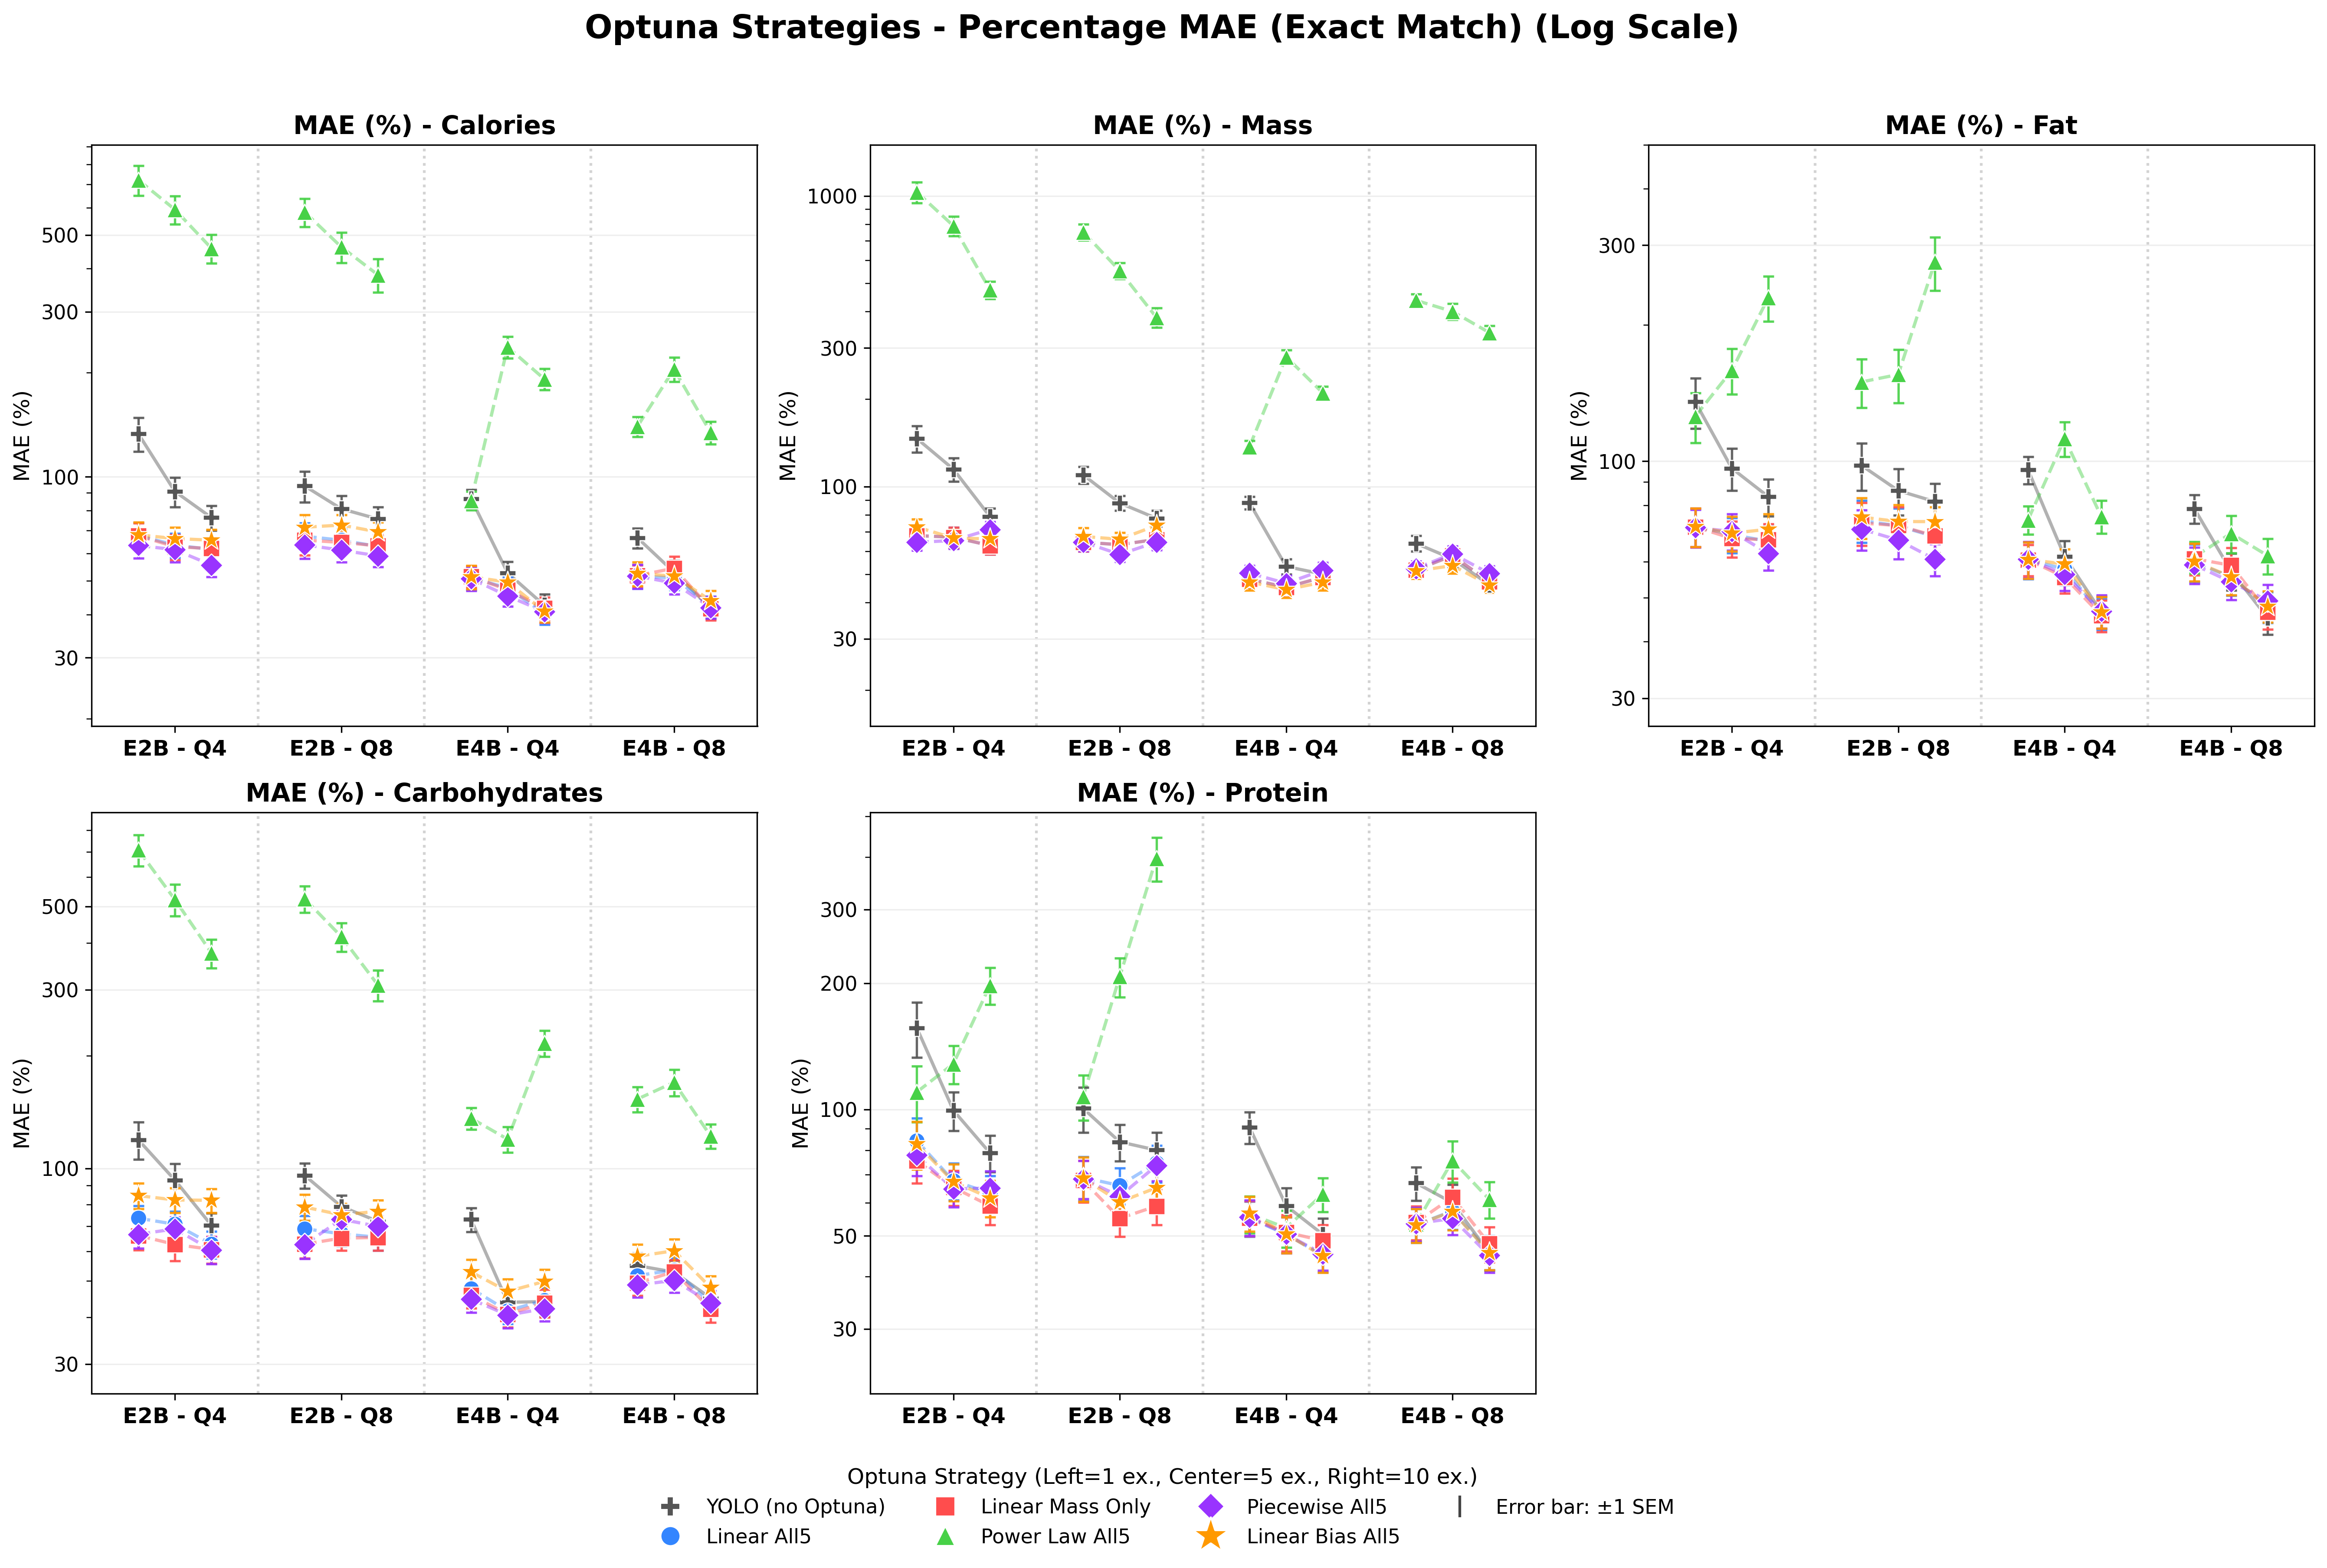 Optuna Strategies - Percentage MAE (Exact Match) (Log Scale)
MAE (%) - Calories
MAE (%)
500
300
100
30
E2B - Q4
E2B - Q8
E4B - Q4
E4B - Q8
MAE (%) - Mass
MAE (%)
1000
300
100
30
E2B - Q4
E2B - Q8
E4B - Q4
E4B - Q8
MAE (%) - Fat
MAE (%)
300
100
30
E2B - Q4
E2B - Q8
E4B - Q4
E4B - Q8
MAE (%) - Carbohydrates
MAE (%)
500
300
100
30
E2B - Q4
E2B - Q8
E4B - Q4
E4B - Q8
MAE (%) - Protein
MAE (%)
300
200
100
50
30
E2B - Q4
E2B - Q8
E4B - Q4
E4B - Q8
Optuna Strategy (Left=1 ex., Center=5 ex., Right=10 ex.)
YOLO (no Optuna)
Linear All5
Linear Mass Only
Power Law All5
Piecewise All5
Linear Bias All5
Error bar: ±1 SEM